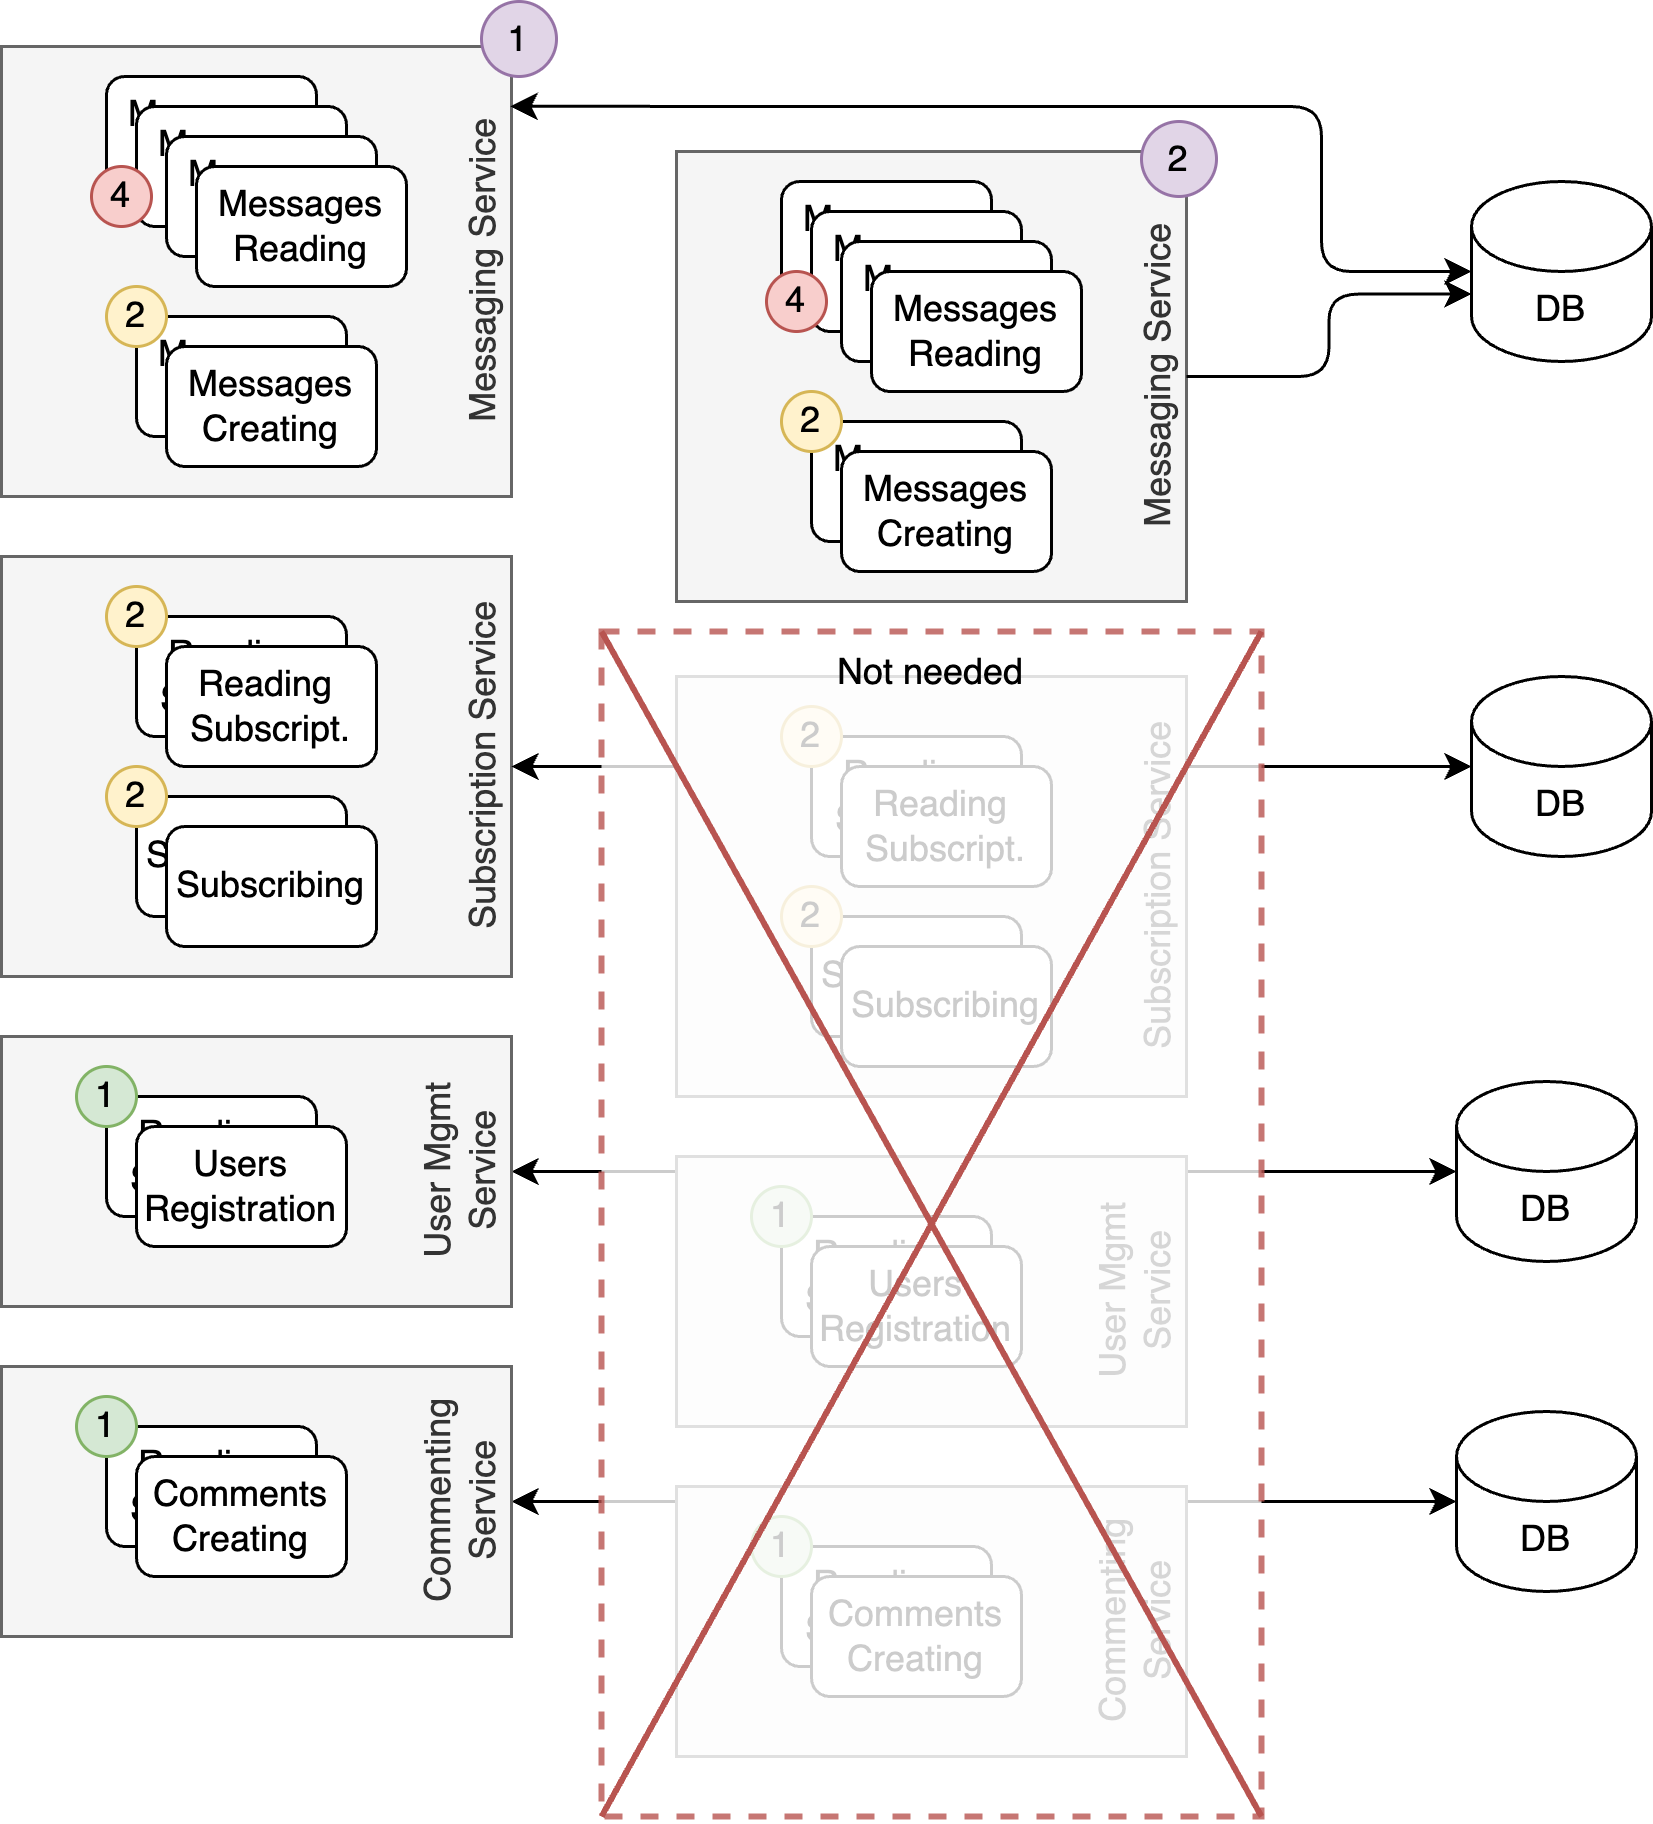 1
Messaging Service
M
M
M
4
Messages
Reading
2
M
Messages
Creating
2
Messaging Service
M
M
M
4
Messages
Reading
2
M
Messages
Creating
DB
Subscription Service
2
Reading
Subscript.
2
S
Subscribing
Not needed
Subscription Service
2
Reading
Subscript.
2
S
Subscribing
DB
User Mgmt
Service
1
Users
Registration
User Mgmt
Service
1
Users
Registration
DB
Commenting
Service
1
Comments
Creating
Commenting
Service
1
Comments
Creating
DB